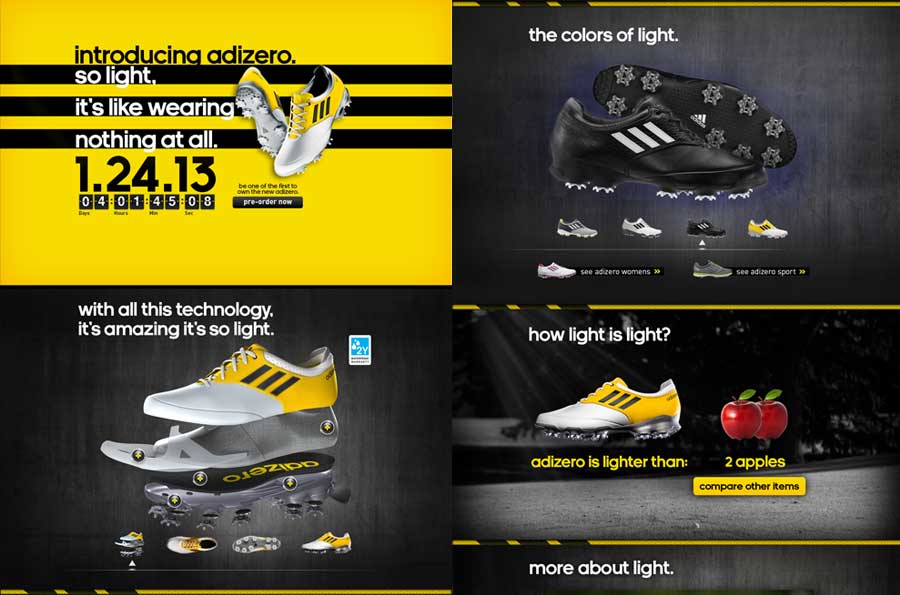 introducing adizero.
so light,
it's like wearing
nothing at all.
1.24.13
04:01:45:08
Days Hours Min Sec
be one of the first to
own the new adizero.
pre-order now
with all this technology,
it's amazing it's so light.
2Y
WATERPROOF
WARRANTY
adizero
the colors of light.
adidas
see adizero womens »
see adizero sport »
how light is light?
adizero is lighter than:
2 apples
compare other items
more about light.